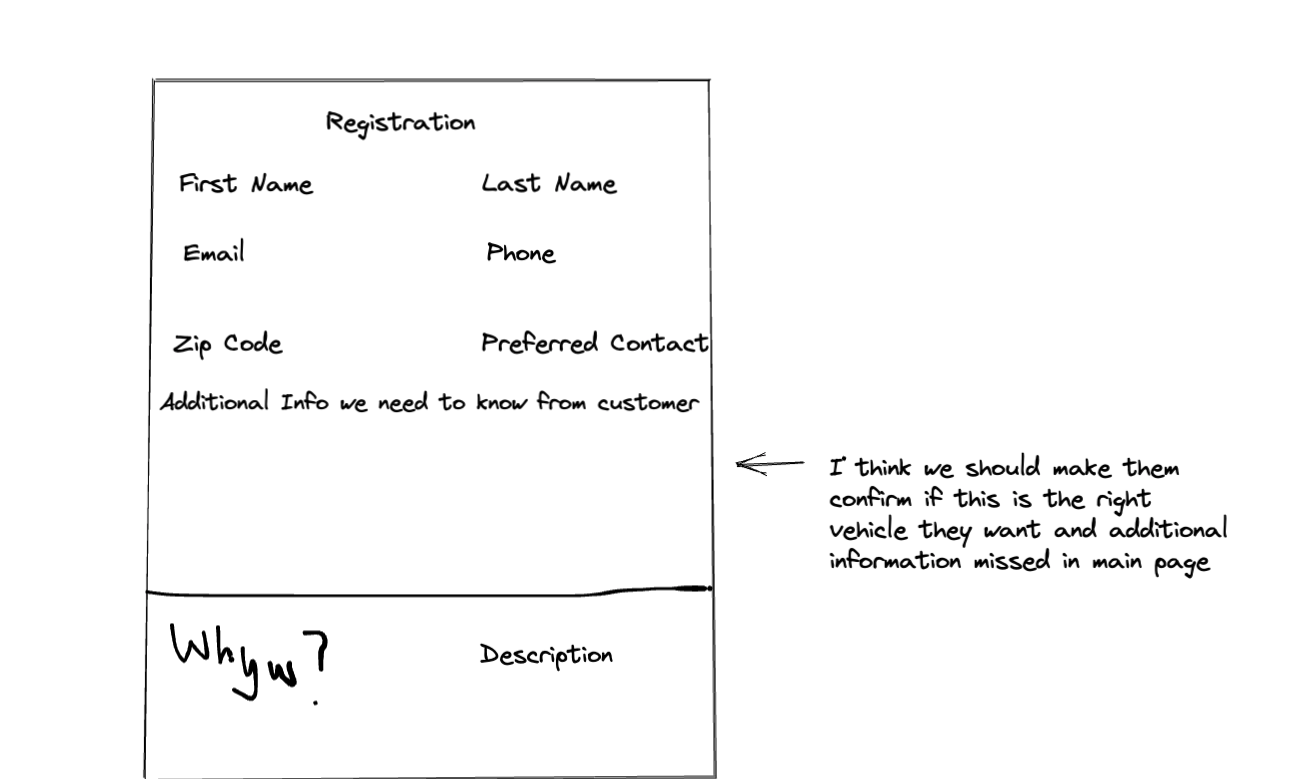 Registration
First Name Last Name
Email Phone
Zip Code Preferred Contact
Additional Info we need to know from customer
I think we should make them
confirm if this is the right
vehicle they want and additional
information missed in main page
Why us?
Description